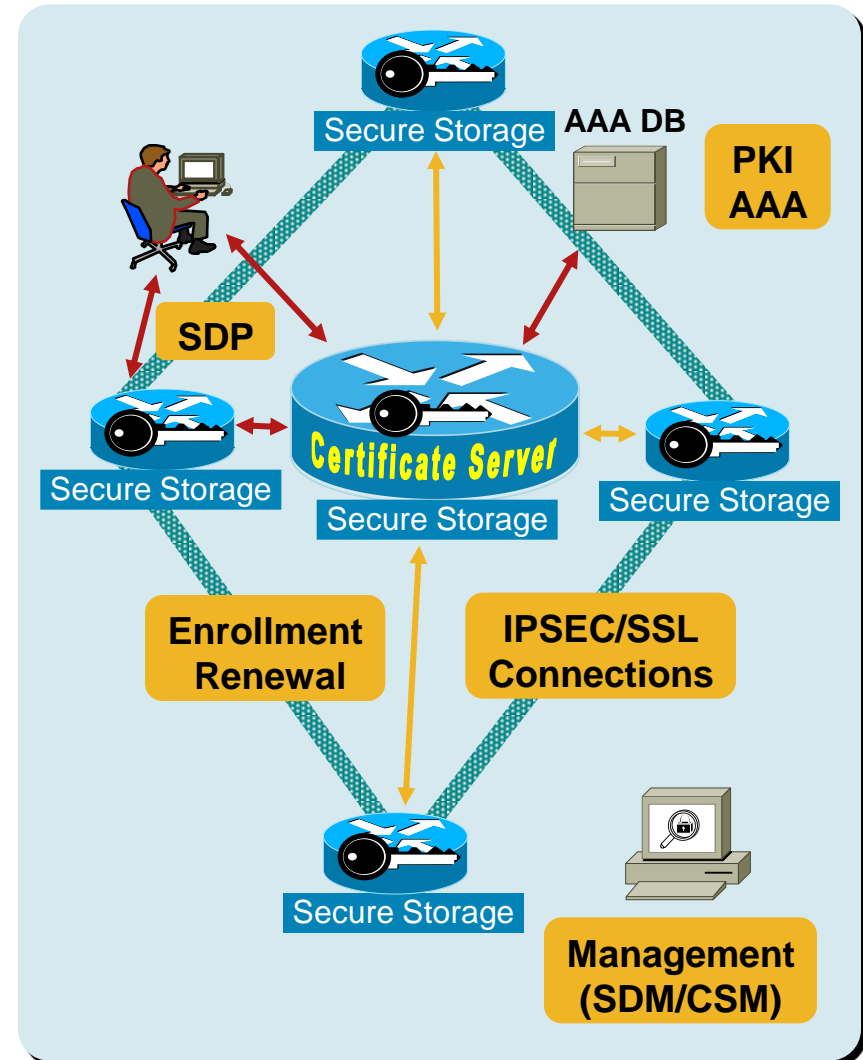 Secure Storage
AAA DB
PKI
AAA
SDP
Certificate Server
Secure Storage
Secure Storage
Secure Storage
Enrollment
Renewal
IPSEC/SSL
Connections
Secure Storage
Management
(SDM/CSM)